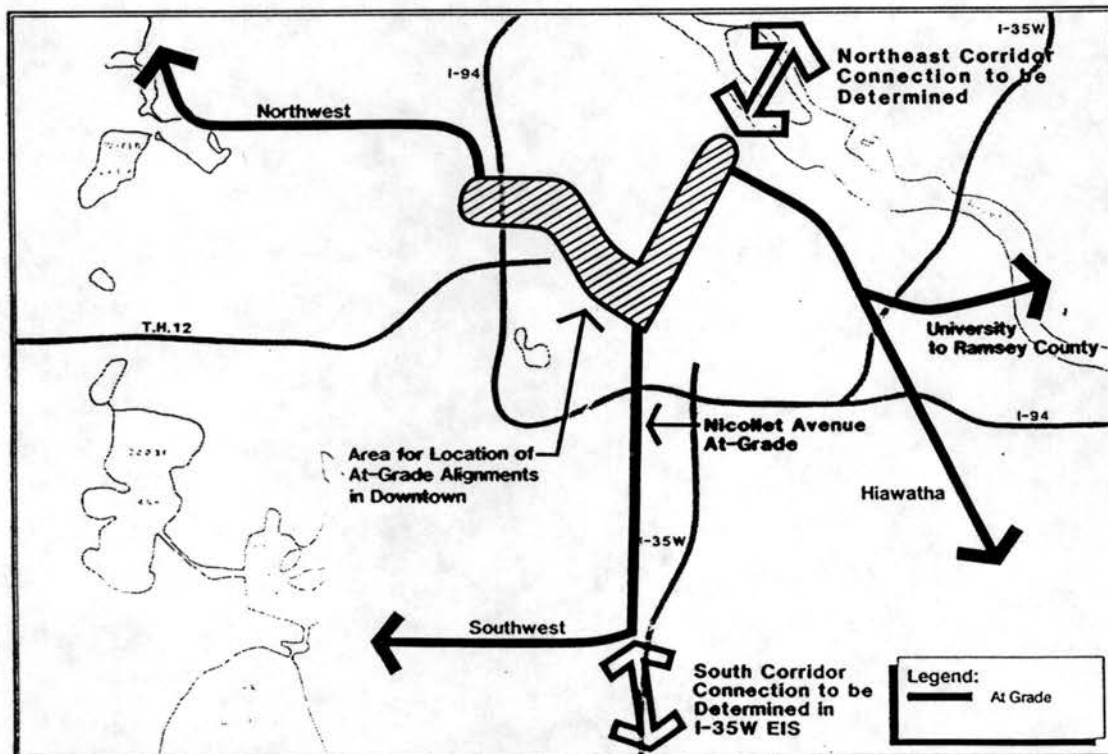 I-35W
I-94
Northeast Corridor
Connection to be
Determined
Northwest
T.H.12
University
to Ramsey County
Nicollet Avenue
At-Grade
I-94
Area for Location of
At-Grade Alignments
in Downtown
Hiawatha
I-35W
Southwest
South Corridor
Connection to be
Determined in
I-35W EIS
Legend:
At Grade